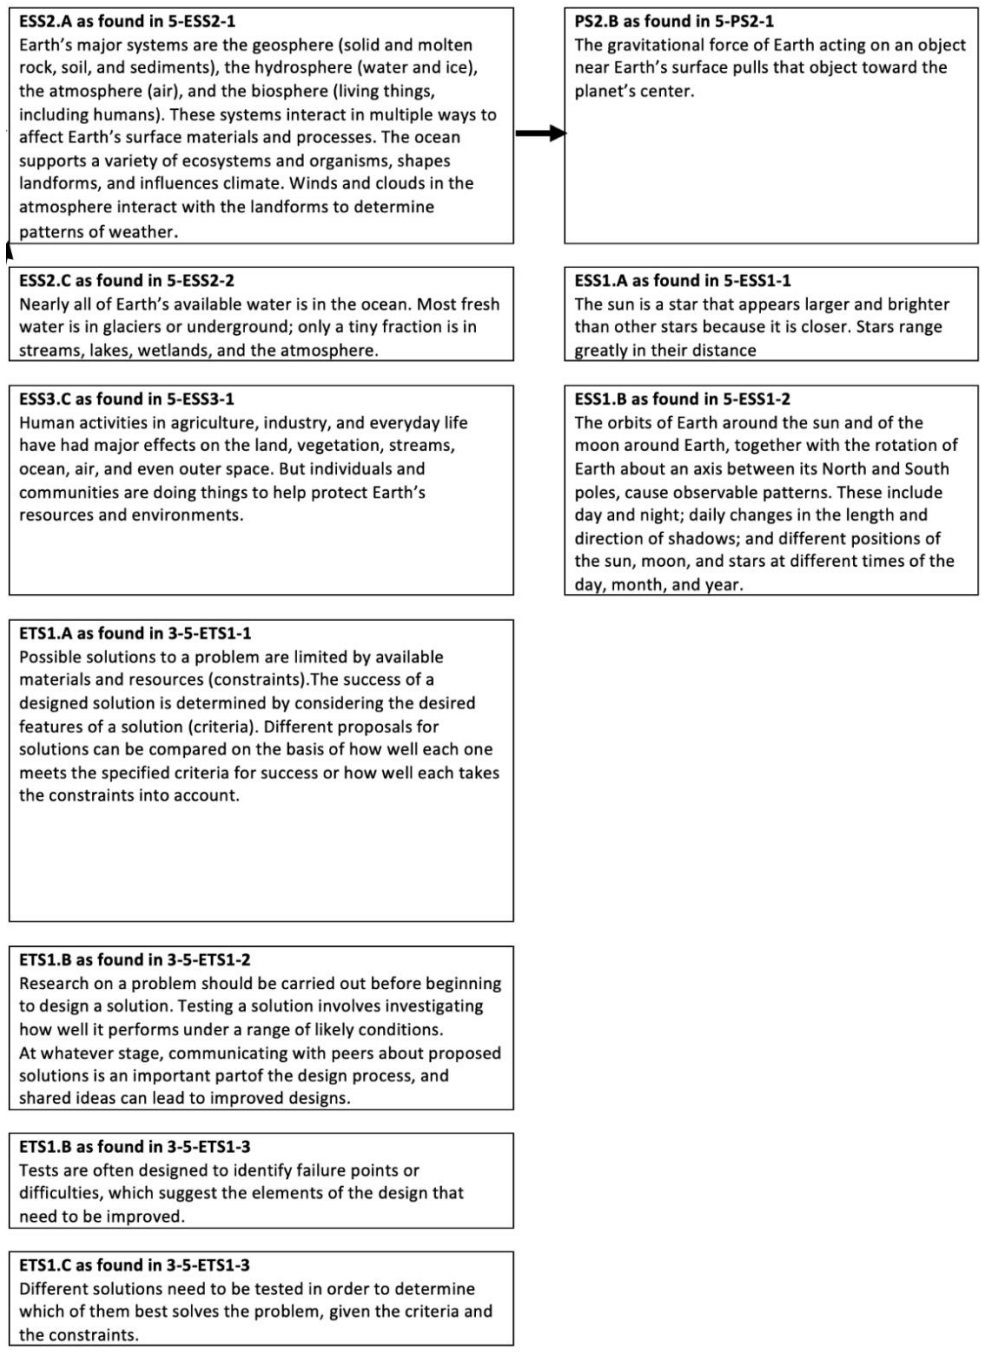 ESS2.A as found in 5-ESS2-1
Earth’s major systems are the geosphere (solid and molten
rock, soil, and sediments), the hydrosphere (water and ice),
the atmosphere (air), and the biosphere (living things,
including humans). These systems interact in multiple ways to
affect Earth’s surface materials and processes. The ocean
supports a variety of ecosystems and organisms, shapes
landforms, and influences climate. Winds and clouds in the
atmosphere interact with the landforms to determine
patterns of weather.
ESS2.C as found in 5-ESS2-2
Nearly all of Earth’s available water is in the ocean. Most fresh
water is in glaciers or underground; only a tiny fraction is in
streams, lakes, wetlands, and the atmosphere.
ESS3.C as found in 5-ESS3-1
Human activities in agriculture, industry, and everyday life
have had major effects on the land, vegetation, streams,
ocean, air, and even outer space. But individuals and
communities are doing things to help protect Earth’s
resources and environments.
ETS1.A as found in 3-5-ETS1-1
Possible solutions to a problem are limited by available
materials and resources (constraints).The success of a
designed solution is determined by considering the desired
features of a solution (criteria). Different proposals for
solutions can be compared on the basis of how well each one
meets the specified criteria for success or how well each takes
the constraints into account.
ETS1.B as found in 3-5-ETS1-2
Research on a problem should be carried out before beginning
to design a solution. Testing a solution involves investigating
how well it performs under a range of likely conditions.
At whatever stage, communicating with peers about proposed
solutions is an important partof the design process, and
shared ideas can lead to improved designs.
ETS1.B as found in 3-5-ETS1-3
Tests are often designed to identify failure points or
difficulties, which suggest the elements of the design that
need to be improved.
ETS1.C as found in 3-5-ETS1-3
Different solutions need to be tested in order to determine
which of them best solves the problem, given the criteria and
the constraints.
PS2.B as found in 5-PS2-1
The gravitational force of Earth acting on an object
near Earth’s surface pulls that object toward the
planet’s center.
ESS1.A as found in 5-ESS1-1
The sun is a star that appears larger and brighter
than other stars because it is closer. Stars range
greatly in their distance
ESS1.B as found in 5-ESS1-2
The orbits of Earth around the sun and of the
moon around Earth, together with the rotation of
Earth about an axis between its North and South
poles, cause observable patterns. These include
day and night; daily changes in the length and
direction of shadows; and different positions of
the sun, moon, and stars at different times of the
day, month, and year.